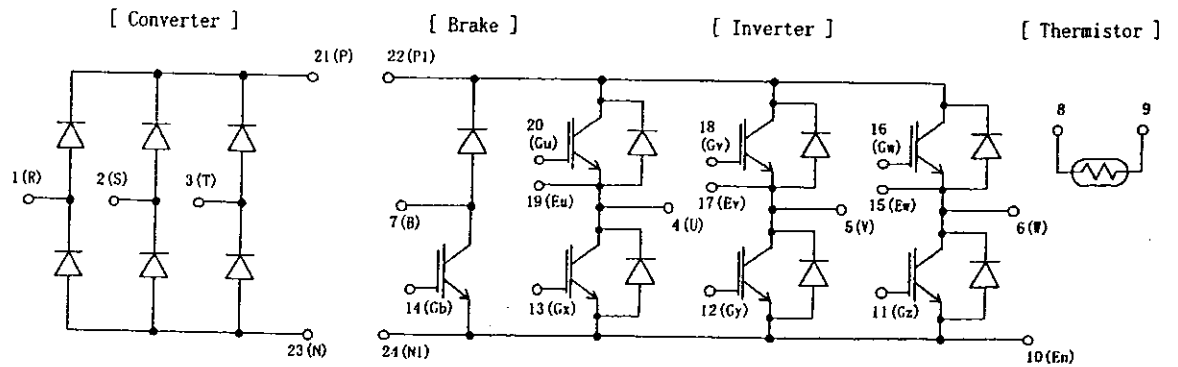 [ Converter ]
[ Brake ]
[ Inverter ]
[ Thermistor ]
21(P)
22(P1)
20
(Gu)
18
(Gv)
16
(Gw)
8
9
1(R)
2(S)
3(T)
19(Eu)
17(Ev)
15(Ew)
7(B)
4(U)
5(V)
6(W)
14(Gb)
13(Gx)
12(Gy)
11(Gz)
23(N)
24(N1)
10(En)